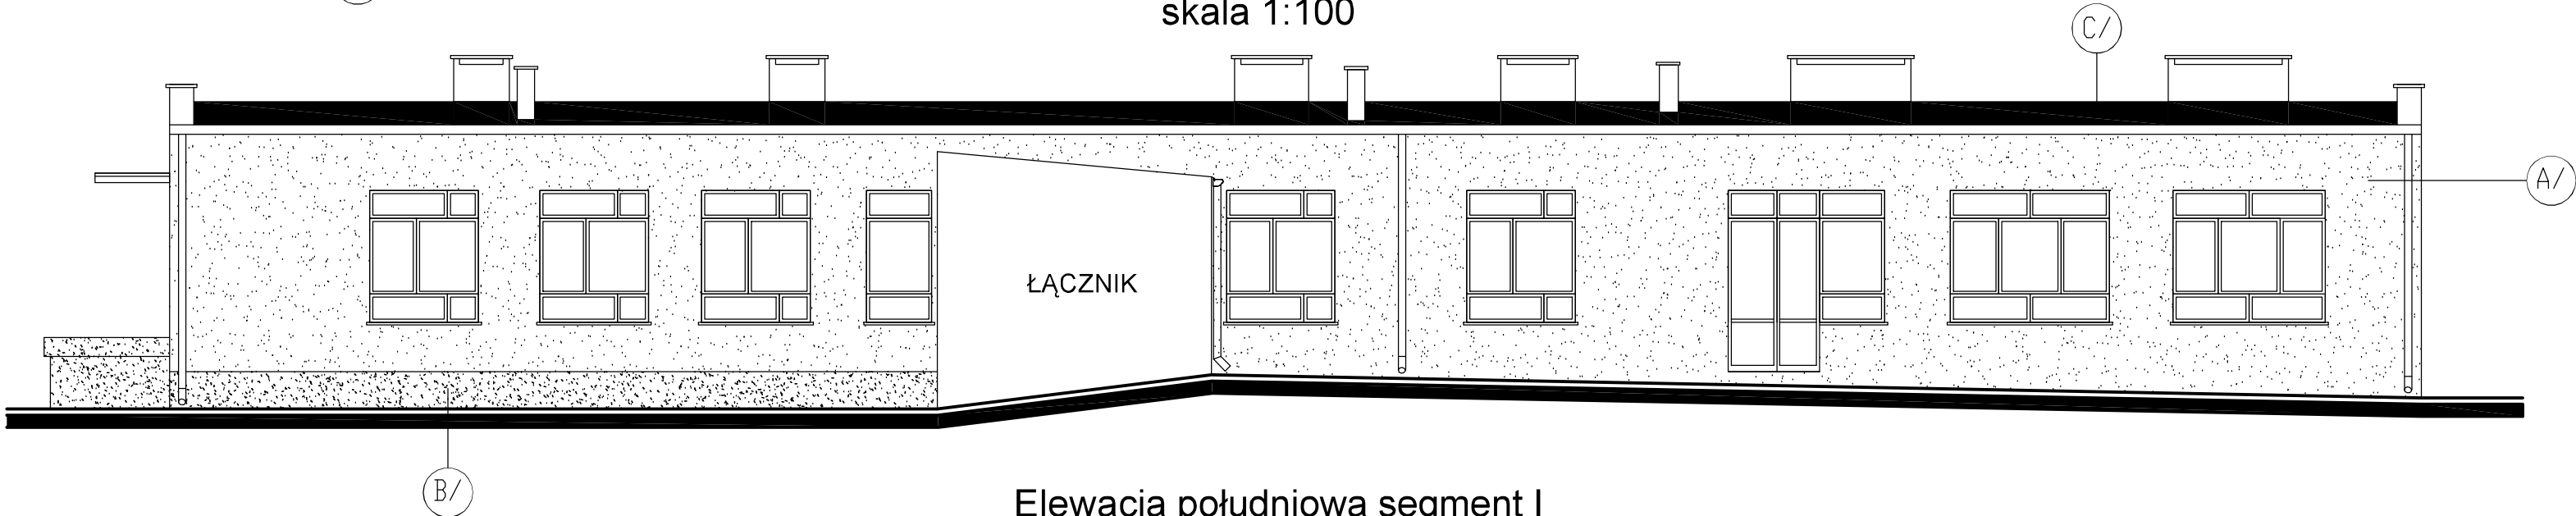 skala 1:100
C/
A/
ŁĄCZNIK
B/
Elewacja południowa segment I